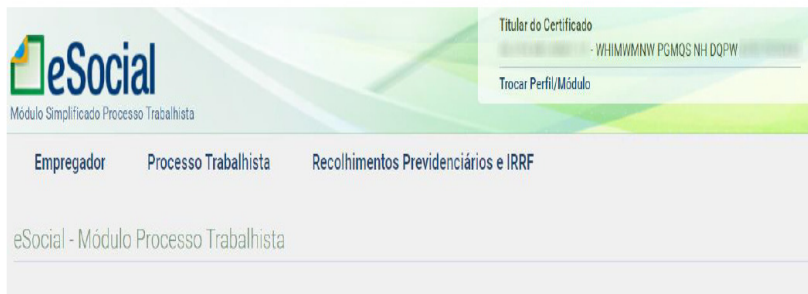 eSocial
Módulo Simplificado Processo Trabalhista
Titular do Certificado
- WHIMWMNW PGMQS NH DQPW
Trocar Perfil/Módulo
Empregador Processo Trabalhista Recolhimentos Previdenciários e IRRF
eSocial - Módulo Processo Trabalhista